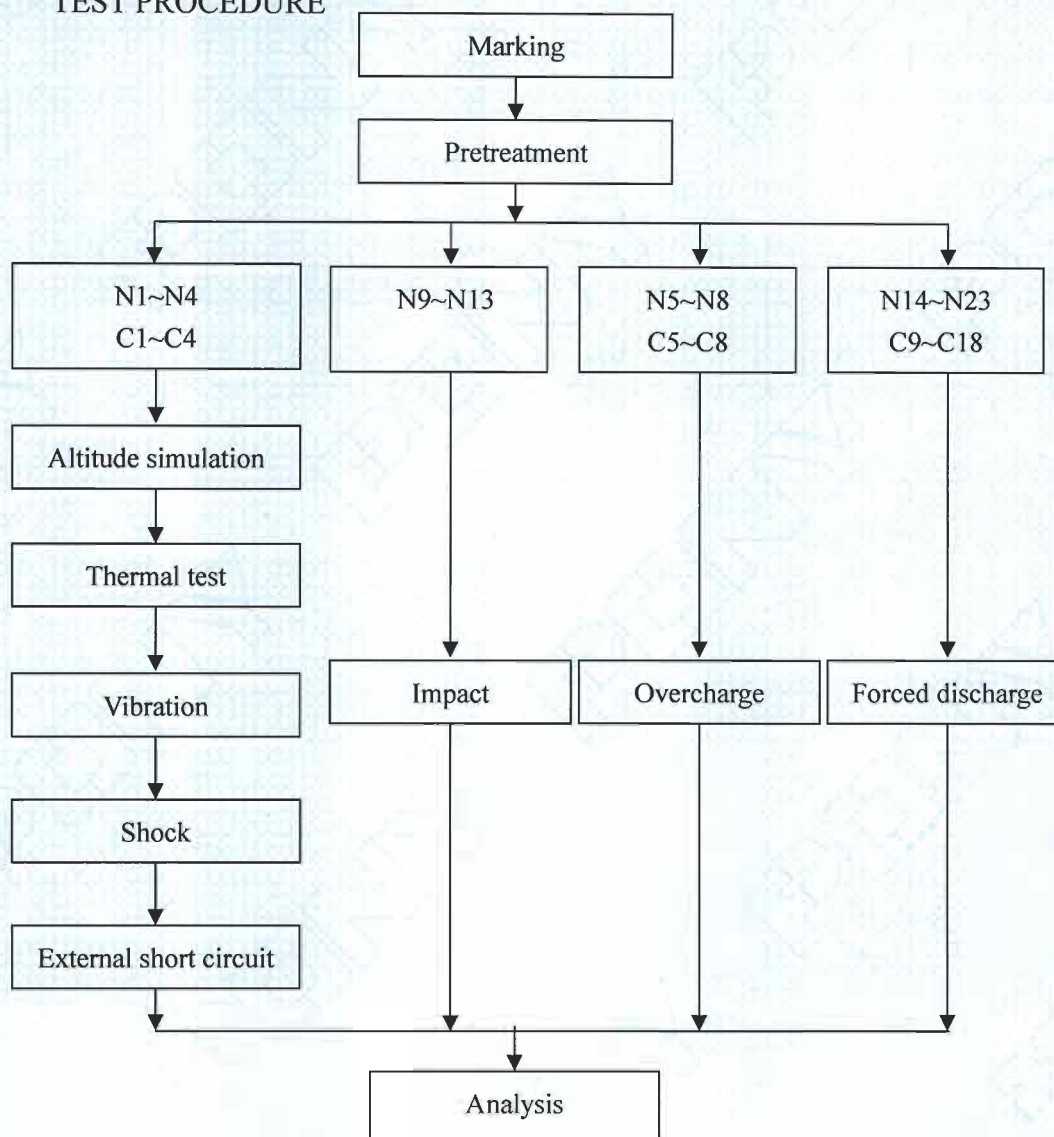 TEST PROCEDURE
Marking
Pretreatment
N1~N4
C1~C4
N9~N13
N5~N8
C5~C8
N14~N23
C9~C18
Altitude simulation
Thermal test
Vibration
Impact
Overcharge
Forced discharge
Shock
External short circuit
Analysis